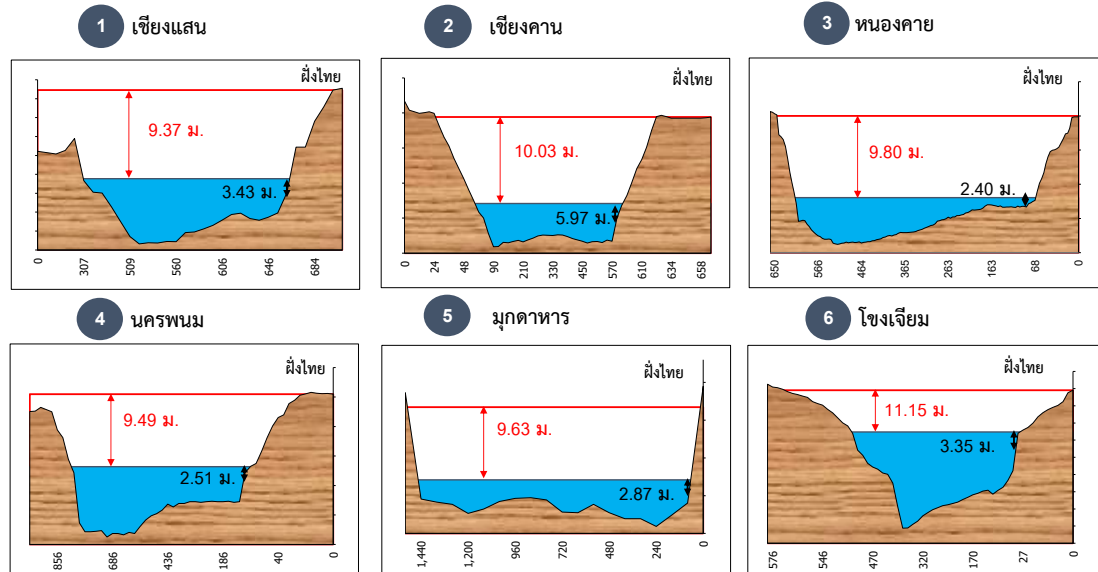 1 เชียงแสน
ฝั่งไทย
9.37 ม.
3.43 ม.
0 307 509 560 606 646 684
2 เชียงคาน
ฝั่งไทย
10.03 ม.
5.97 ม.
0 24 48 90 210 330 450 570 610 634 658
3 หนองคาย
ฝั่งไทย
9.80 ม.
2.40 ม.
650 566 464 365 263 163 68 0
4 นครพนม
ฝั่งไทย
9.49 ม.
2.51 ม.
856 686 436 186 40 0
5 มุกดาหาร
ฝั่งไทย
9.63 ม.
2.87 ม.
1,440 1,200 960 720 480 240 0
6 โขงเจียม
ฝั่งไทย
11.15 ม.
3.35 ม.
576 546 470 320 170 27 0